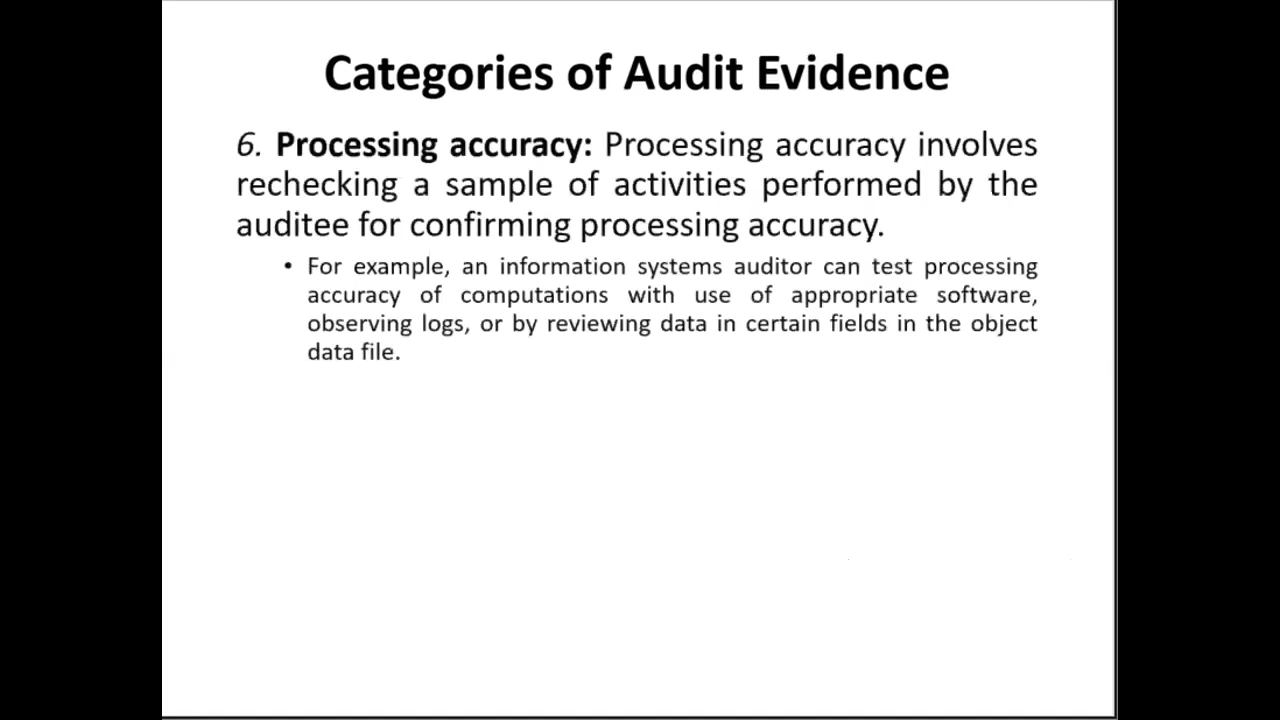 Categories of Audit Evidence
6. Processing accuracy: Processing accuracy involves
rechecking a sample of activities performed by the
auditee for confirming processing accuracy.
• For example, an information systems auditor can test processing
accuracy of computations with use of appropriate software,
observing logs, or by reviewing data in certain fields in the object
data file.